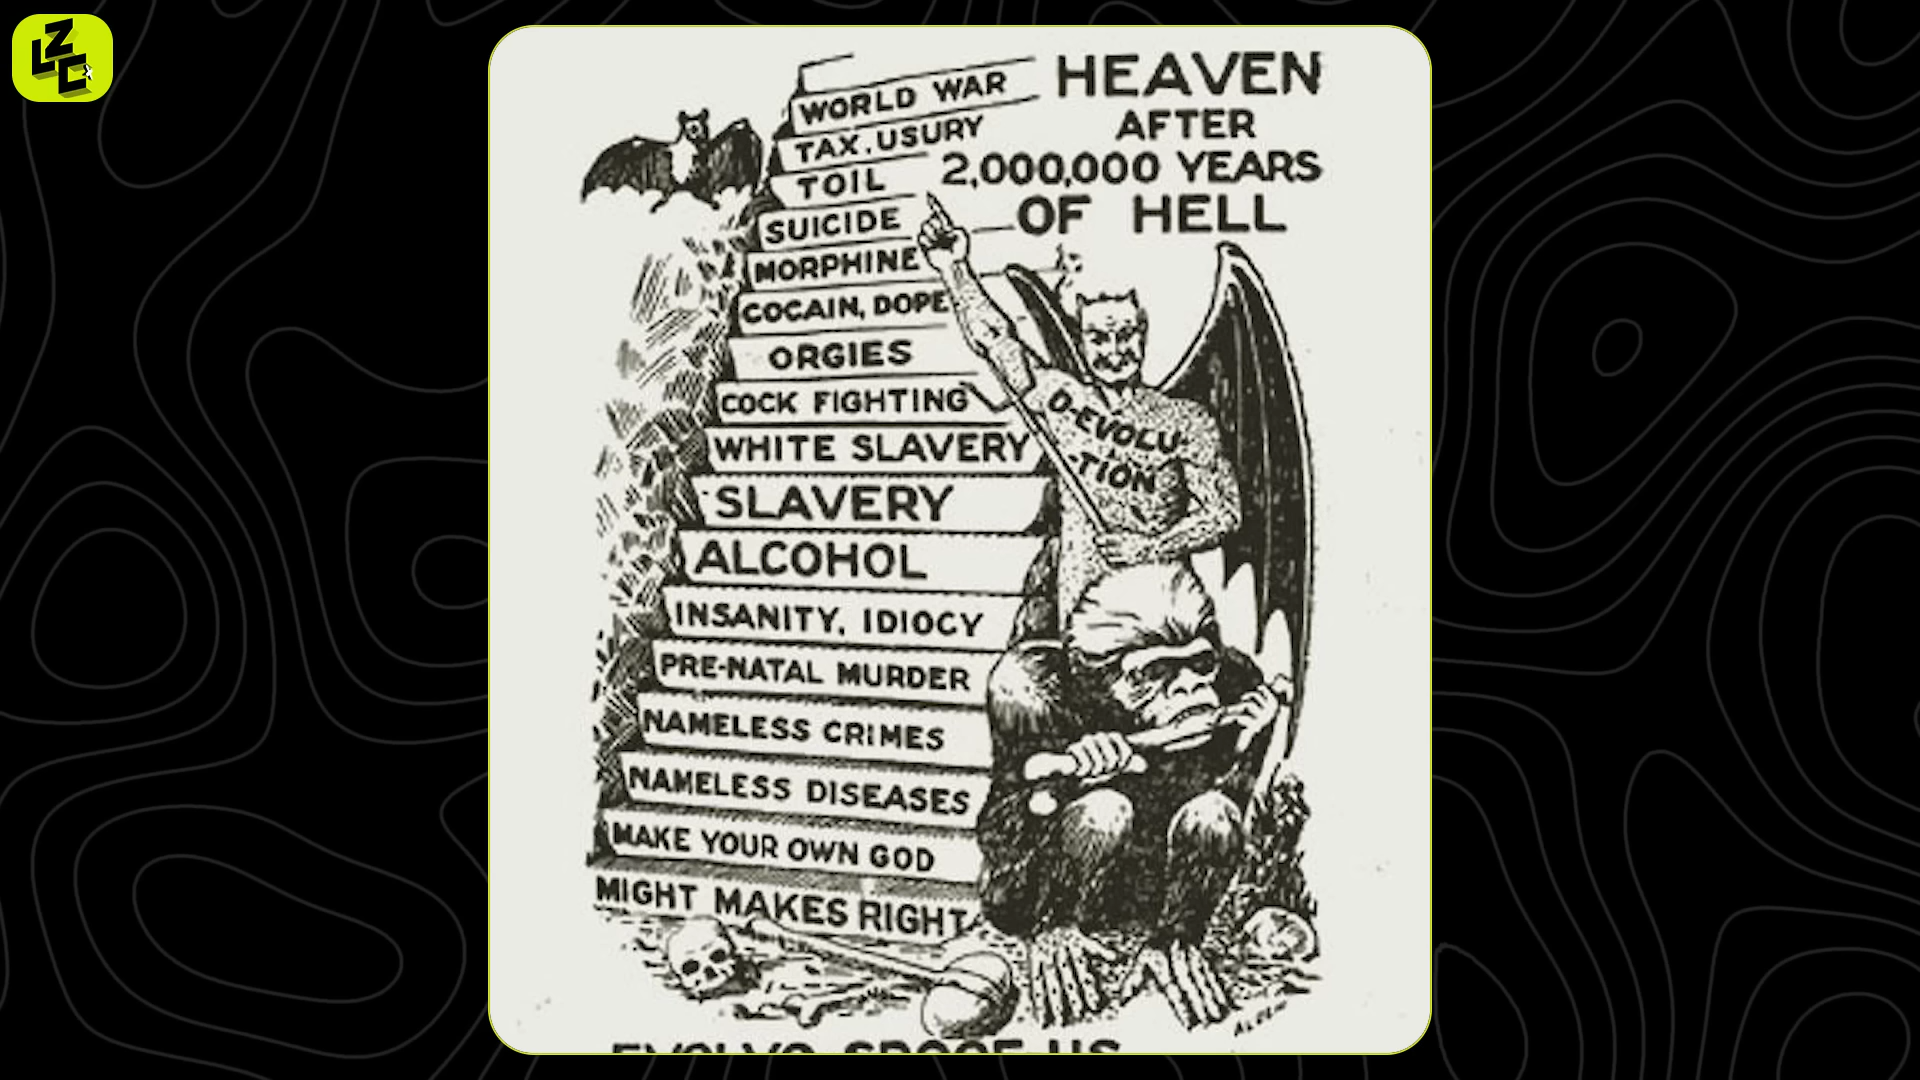 LZCX
HEAVEN
AFTER
2,000,000 YEARS
OF HELL
WORLD WAR
TAX, USURY
TOIL
SUICIDE
MORPHINE
COCAIN, DOPE
ORGIES
COCK FIGHTING
WHITE SLAVERY
SLAVERY
ALCOHOL
INSANITY, IDIOCY
PRE-NATAL MURDER
NAMELESS CRIMES
NAMELESS DISEASES
MAKE YOUR OWN GOD
MIGHT MAKES RIGHT
D-EVOLU
-TION